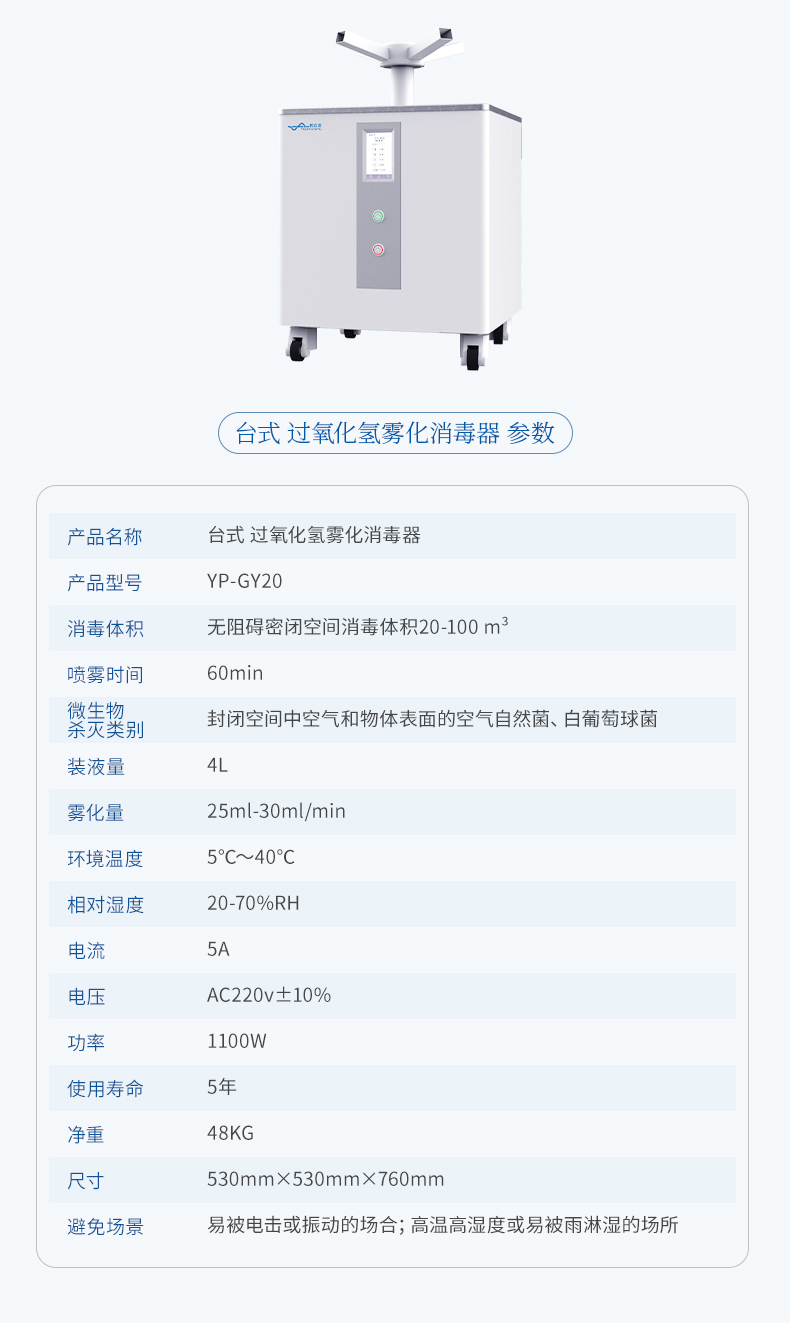 台式 过氧化氢雾化消毒器 参数
产品名称 台式 过氧化氢雾化消毒器
产品型号 YP-GY20
消毒体积 无阻碍密闭空间消毒体积20-100 m³
喷雾时间 60min
微生物
杀灭类别 封闭空间中空气和物体表面的空气自然菌、白葡萄球菌
装液量 4L
雾化量 25ml-30ml/min
环境温度 5℃～40℃
相对湿度 20-70%RH
电流 5A
电压 AC220v±10%
功率 1100W
使用寿命 5年
净重 48KG
尺寸 530mm×530mm×760mm
避免场景 易被电击或振动的场合；高温高湿度或易被雨淋湿的场所